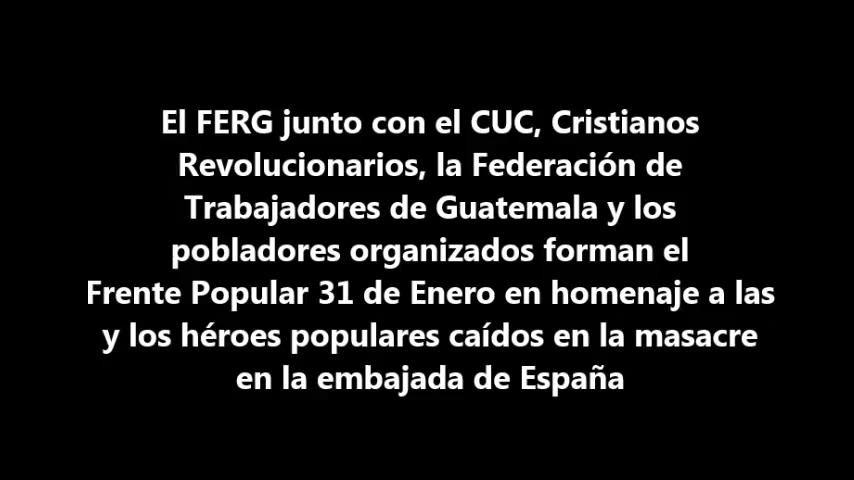 El FERG junto con el CUC, Cristianos
Revolucionarios, la Federación de
Trabajadores de Guatemala y los
pobladores organizados forman el
Frente Popular 31 de Enero en homenaje a las
y los héroes populares caídos en la masacre
en la embajada de España